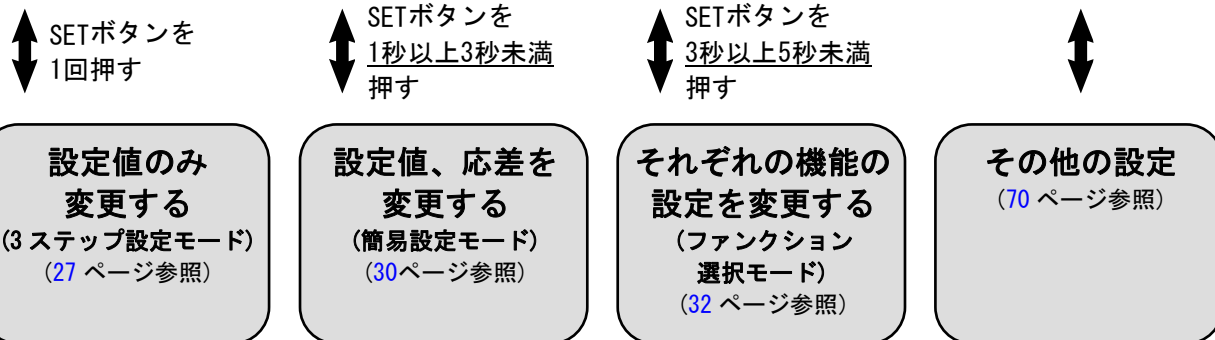 SETボタンを
1回押す
SETボタンを
1秒以上3秒未満
押す
SETボタンを
3秒以上5秒未満
押す
設定値のみ
変更する
(3 ステップ設定モード)
(27 ページ参照)
設定値、応差を
変更する
(簡易設定モード)
(30ページ参照)
それぞれの機能の
設定を変更する
(ファンクション
選択モード)
(32 ページ参照)
その他の設定
(70 ページ参照)